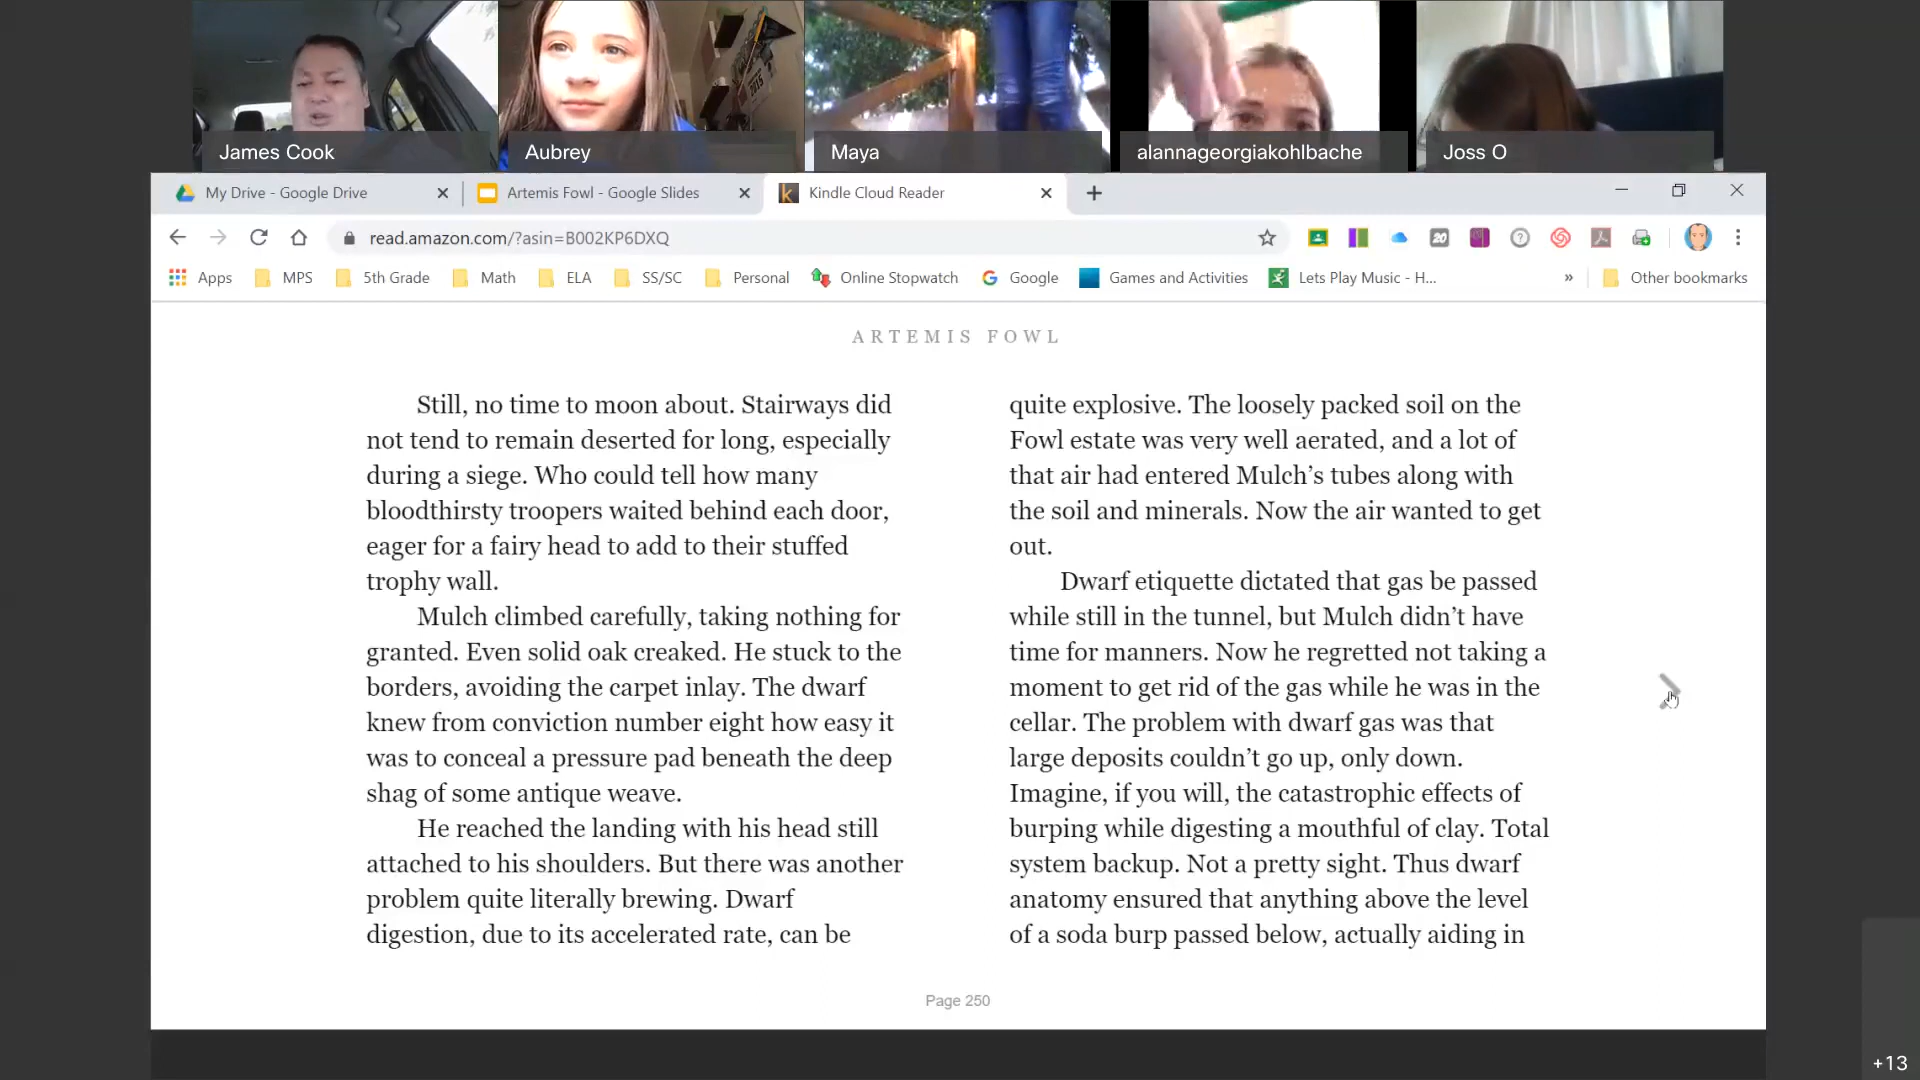 James Cook
Aubrey
Maya
alannageorgiakohlbache
Joss O
My Drive - Google Drive
Artemis Fowl - Google Slides
Kindle Cloud Reader
read.amazon.com/?asin=B002KP6DXQ
20
Apps
MPS
5th Grade
Math
ELA
SS/SC
Personal
Online Stopwatch
Google
Games and Activities
Lets Play Music - H...
»
Other bookmarks
ARTEMIS FOWL
Still, no time to moon about. Stairways did
not tend to remain deserted for long, especially
during a siege. Who could tell how many
bloodthirsty troopers waited behind each door,
eager for a fairy head to add to their stuffed
trophy wall.
Mulch climbed carefully, taking nothing for
granted. Even solid oak creaked. He stuck to the
borders, avoiding the carpet inlay. The dwarf
knew from conviction number eight how easy it
was to conceal a pressure pad beneath the deep
shag of some antique weave.
He reached the landing with his head still
attached to his shoulders. But there was another
problem quite literally brewing. Dwarf
digestion, due to its accelerated rate, can be
quite explosive. The loosely packed soil on the
Fowl estate was very well aerated, and a lot of
that air had entered Mulch’s tubes along with
the soil and minerals. Now the air wanted to get
out.
Dwarf etiquette dictated that gas be passed
while still in the tunnel, but Mulch didn’t have
time for manners. Now he regretted not taking a
moment to get rid of the gas while he was in the
cellar. The problem with dwarf gas was that
large deposits couldn’t go up, only down.
Imagine, if you will, the catastrophic effects of
burping while digesting a mouthful of clay. Total
system backup. Not a pretty sight. Thus dwarf
anatomy ensured that anything above the level
of a soda burp passed below, actually aiding in
Page 250
+13